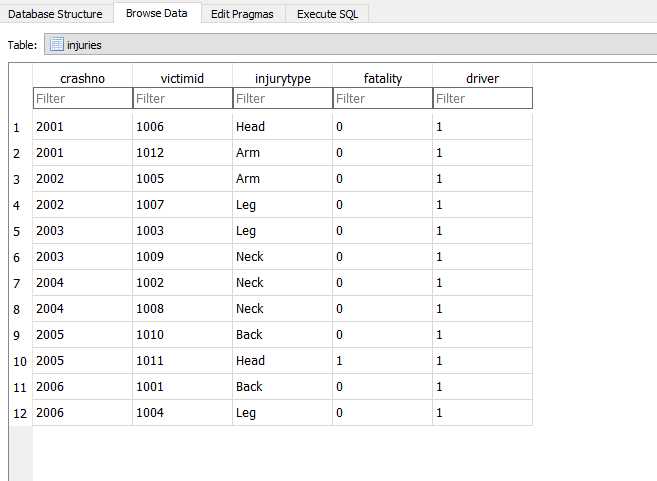 Database Structure Browse Data Edit Pragmas Execute SQL
Table: injuries
crashno victimid injurytype fatality driver
Filter Filter Filter Filter Filter
1 2001 1006 Head 0 1
2 2001 1012 Arm 0 1
3 2002 1005 Arm 0 1
4 2002 1007 Leg 0 1
5 2003 1003 Leg 0 1
6 2003 1009 Neck 0 1
7 2004 1002 Neck 0 1
8 2004 1008 Neck 0 1
9 2005 1010 Back 0 1
10 2005 1011 Head 1 1
11 2006 1001 Back 0 1
12 2006 1004 Leg 0 1